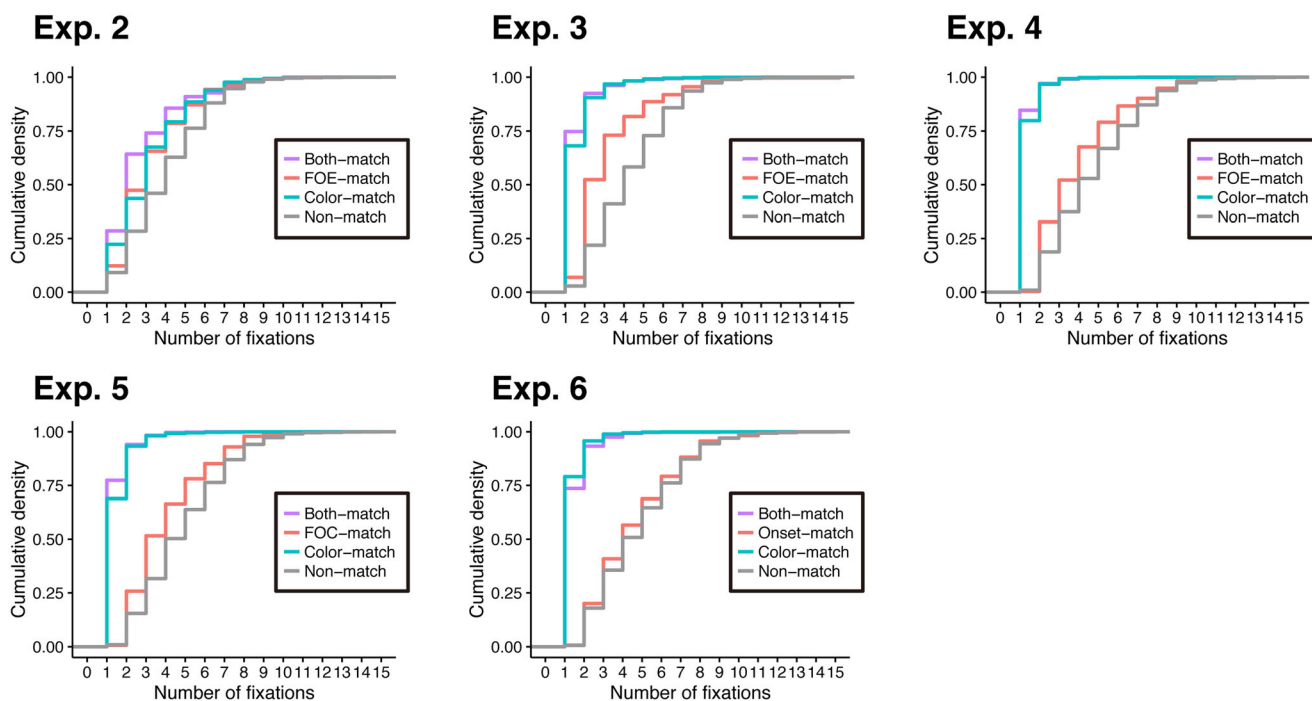 Exp. 2
Cumulative density
1.00
0.75
0.50
0.25
0.00
Both−match
FOE−match
Color−match
Non−match
0 1 2 3 4 5 6 7 8 9 10 11 12 13 14 15
Number of fixations
Exp. 3
Cumulative density
1.00
0.75
0.50
0.25
0.00
Both−match
FOE−match
Color−match
Non−match
0 1 2 3 4 5 6 7 8 9 10 11 12 13 14 15
Number of fixations
Exp. 4
Cumulative density
1.00
0.75
0.50
0.25
0.00
Both−match
FOE−match
Color−match
Non−match
0 1 2 3 4 5 6 7 8 9 10 11 12 13 14 15
Number of fixations
Exp. 5
Cumulative density
1.00
0.75
0.50
0.25
0.00
Both−match
FOC−match
Color−match
Non−match
0 1 2 3 4 5 6 7 8 9 10 11 12 13 14 15
Number of fixations
Exp. 6
Cumulative density
1.00
0.75
0.50
0.25
0.00
Both−match
Onset−match
Color−match
Non−match
0 1 2 3 4 5 6 7 8 9 10 11 12 13 14 15
Number of fixations